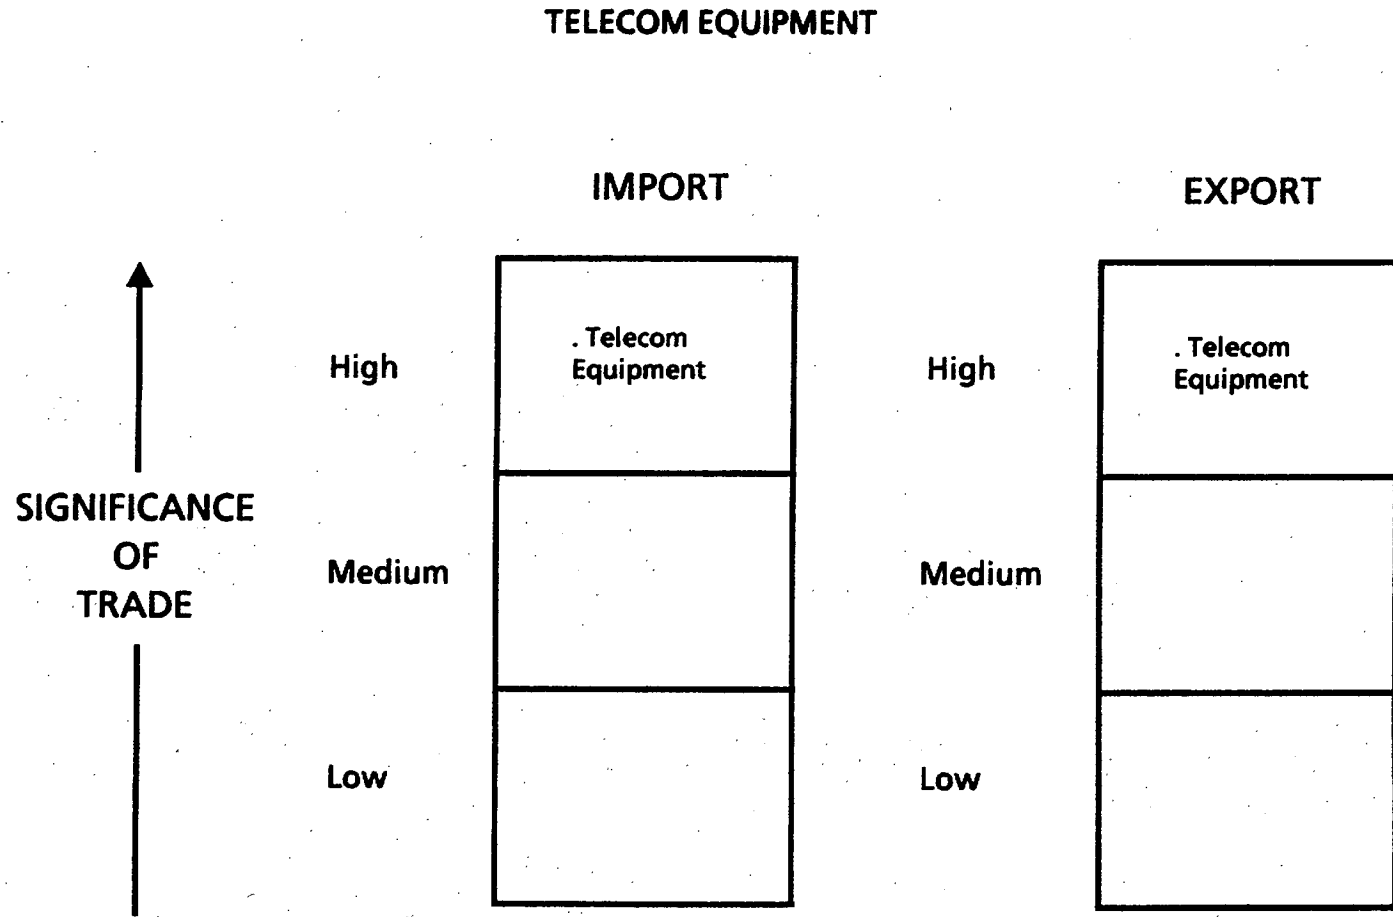 TELECOM EQUIPMENT
IMPORT
EXPORT
High
. Telecom
Equipment
High
. Telecom
Equipment
SIGNIFICANCE
OF
TRADE
Medium
Medium
Low
Low